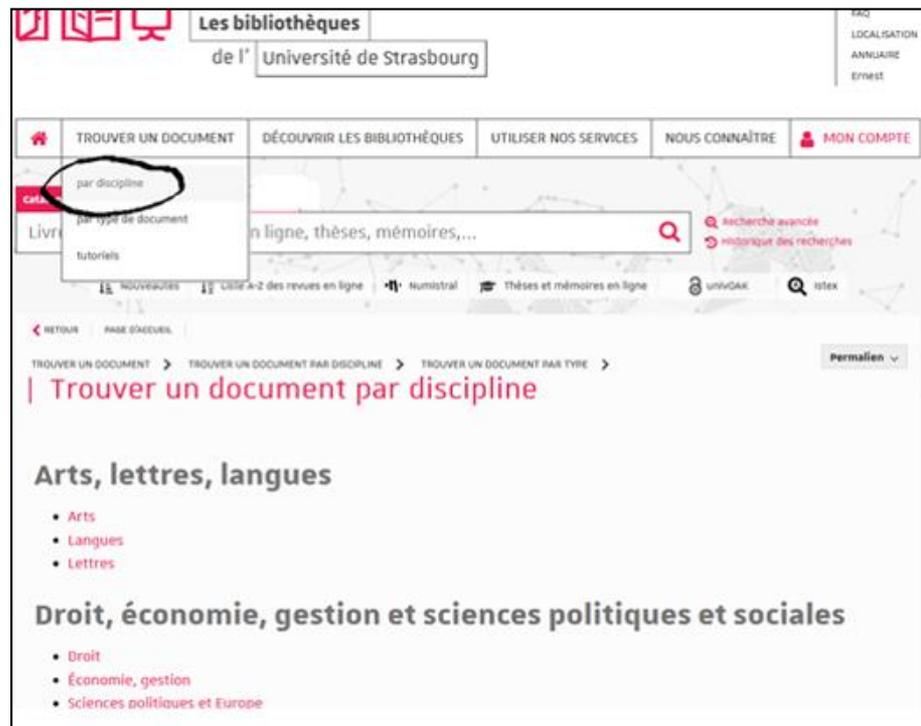 Les bibliothèques
de l' Université de Strasbourg
FAQ
LOCALISATION
ANNUAIRE
Ernest
TROUVER UN DOCUMENT DÉCOUVRIR LES BIBLIOTHÈQUES UTILISER NOS SERVICES NOUS CONNAÎTRE MON COMPTE
par discipline
par type de document
tutoriels
n ligne, thèses, mémoires,...
Recherche avancée
Historique des recherches
Nouveautés Liste A-Z des revues en ligne Numistral Thèses et mémoires en ligne univOAK Istex
RETOUR PAGE D'ACCUEIL
TROUVER UN DOCUMENT > TROUVER UN DOCUMENT PAR DISCIPLINE > TROUVER UN DOCUMENT PAR TYPE >
Permalien
| Trouver un document par discipline
Arts, lettres, langues
• Arts
• Langues
• Lettres
Droit, économie, gestion et sciences politiques et sociales
• Droit
• Économie, gestion
• Sciences politiques et Europe